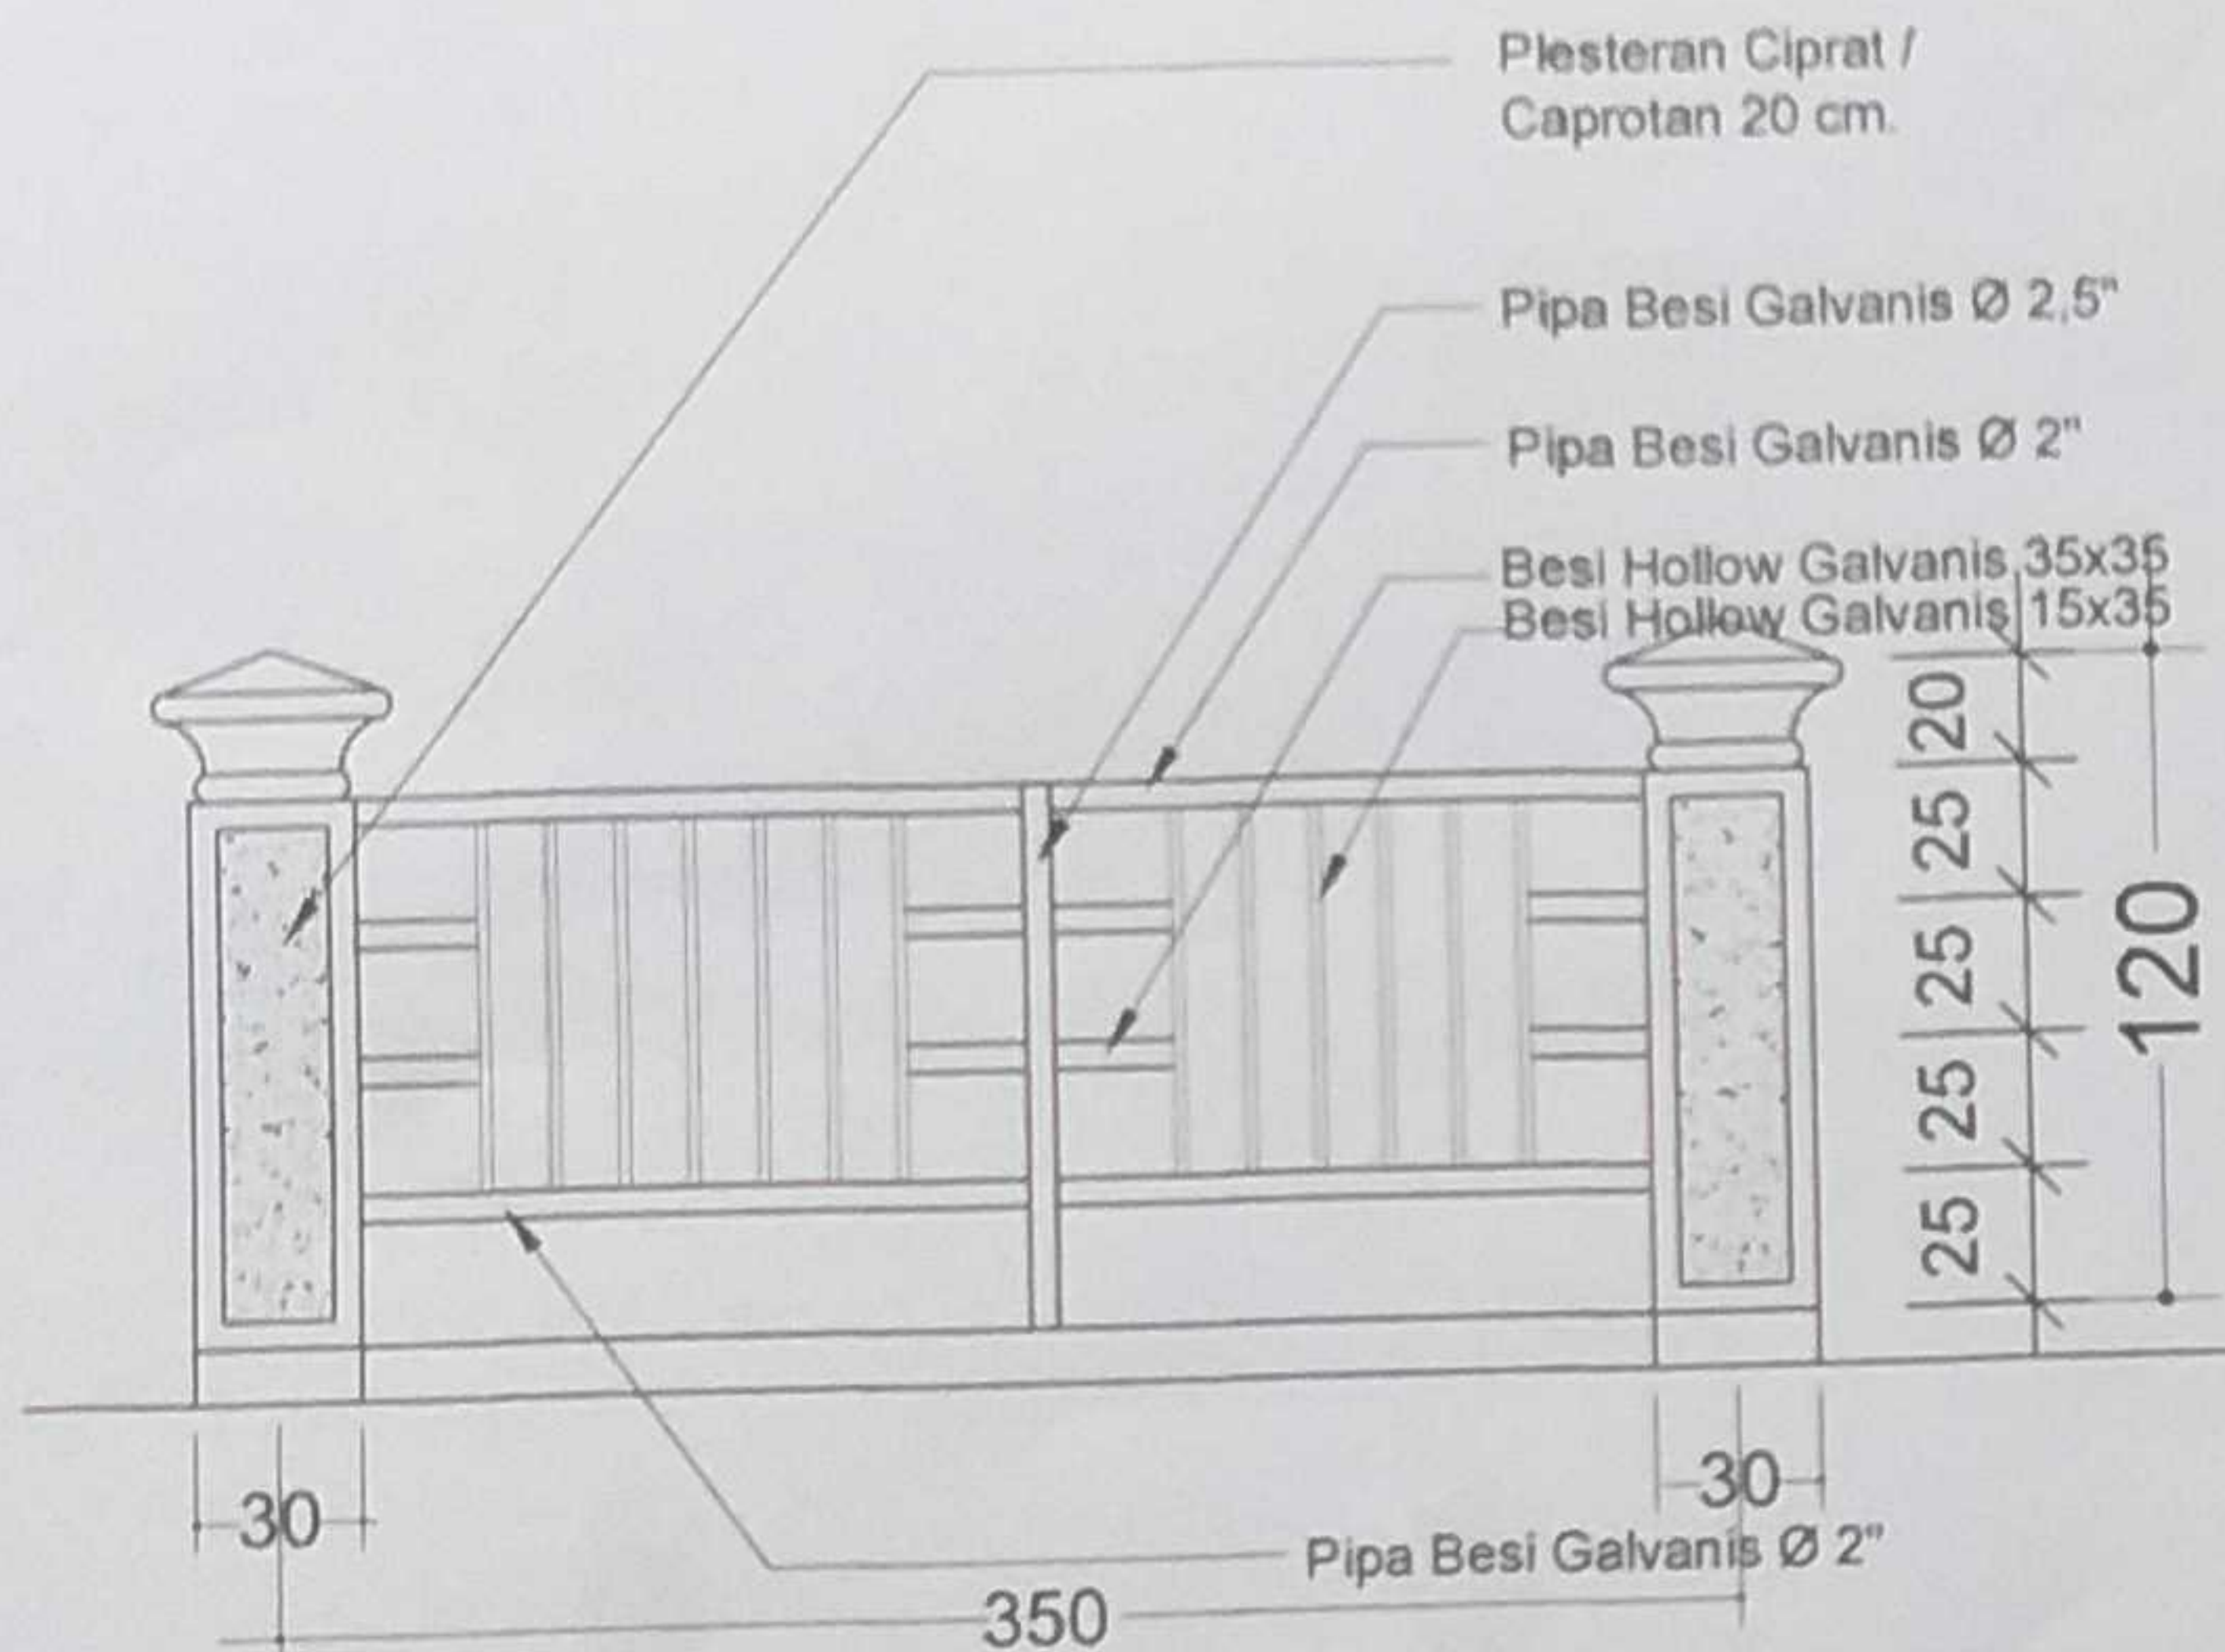 Plesteran Ciprat /
Caprotan 20 cm.
Pipa Besi Galvanis Ø 2,5"
Pipa Besi Galvanis Ø 2"
Besi Hollow Galvanis 35x35
Besi Hollow Galvanis 15x35
20
25
25
25
25
120
30
30
Pipa Besi Galvanis Ø 2"
350